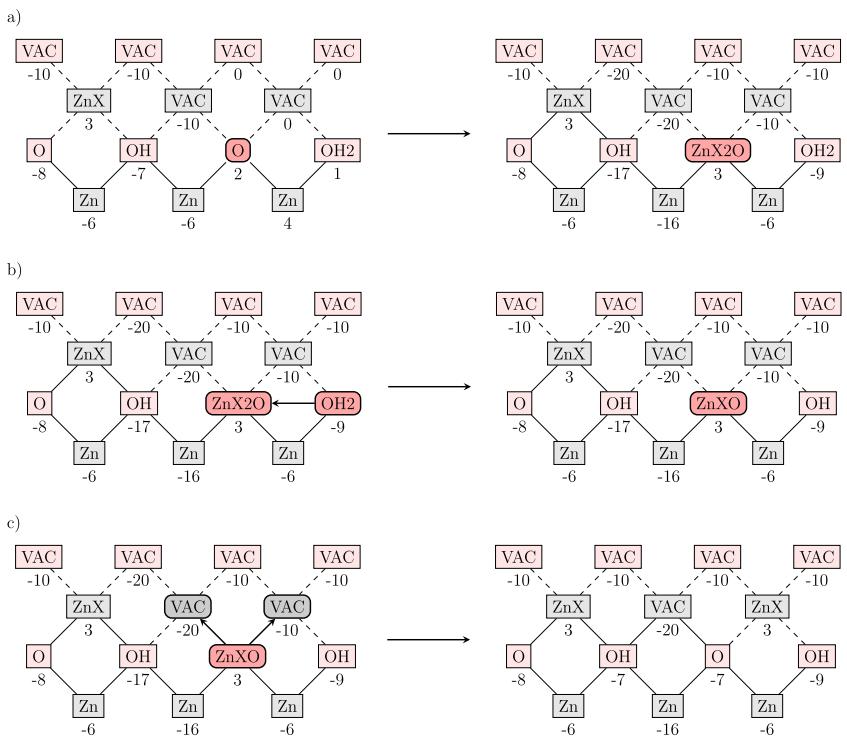 a)
VAC VAC VAC VAC VAC VAC VAC VAC
-10 -10 0 0 -10 -20 -10 -10
ZnX VAC VAC ZnX VAC VAC
3 -10 0 3 -20 -10
O OH O OH2 O OH ZnX2O OH2
-8 -7 2 1 -8 -17 3 -9
Zn Zn Zn Zn Zn Zn
-6 -6 4 -6 -16 -6
b)
VAC VAC VAC VAC VAC VAC VAC VAC
-10 -20 -10 -10 -10 -20 -10 -10
ZnX VAC VAC ZnX VAC VAC
3 -20 -10 3 -20 -10
O OH ZnX2O OH2 O OH ZnXO OH
-8 -17 3 -9 -8 -17 3 -9
Zn Zn Zn Zn Zn Zn
-6 -16 -6 -6 -16 -6
c)
VAC VAC VAC VAC VAC VAC VAC VAC
-10 -20 -10 -10 -10 -20 -10 -10
ZnX VAC VAC ZnX VAC ZnX
3 -20 -10 3 -20 3
O OH ZnXO OH O OH O OH
-8 -17 3 -9 -8 -7 -7 -9
Zn Zn Zn Zn Zn Zn
-6 -16 -6 -6 -16 -6